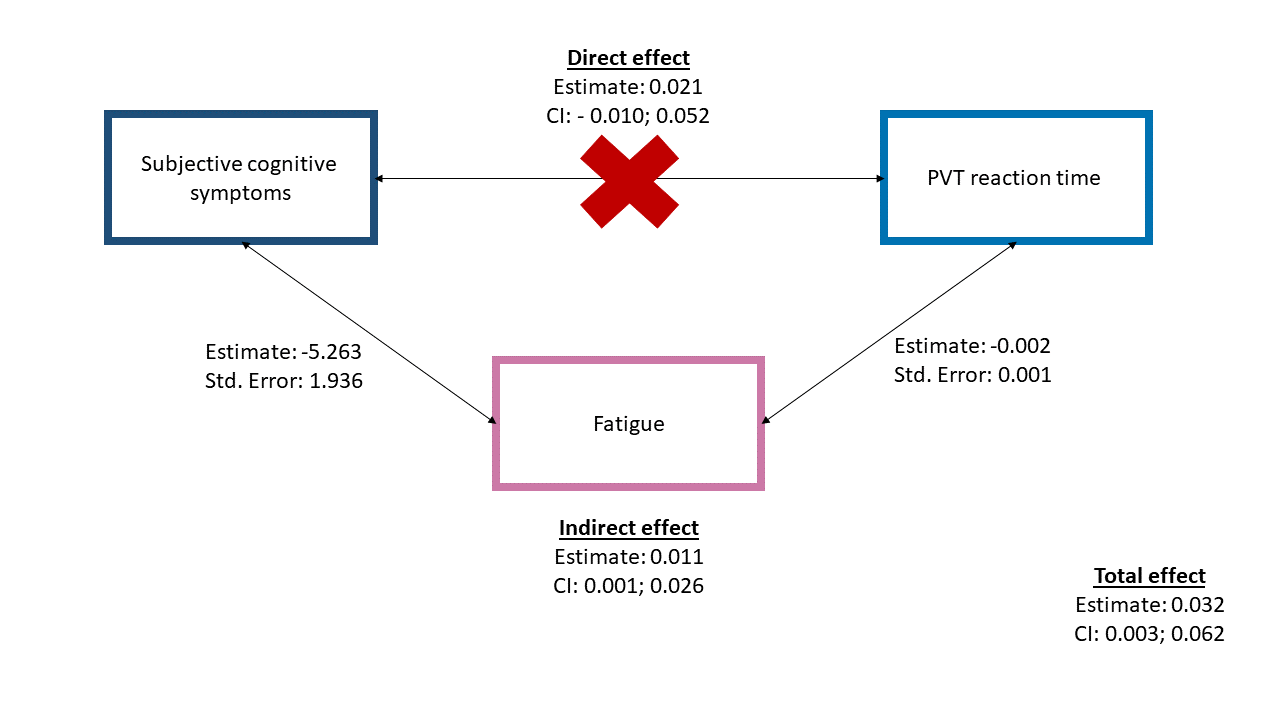 Direct effect
Estimate: 0.021
CI: - 0.010; 0.052
Subjective cognitive
symptoms
PVT reaction time
Estimate: -5.263
Std. Error: 1.936
Estimate: -0.002
Std. Error: 0.001
Fatigue
Indirect effect
Estimate: 0.011
CI: 0.001; 0.026
Total effect
Estimate: 0.032
CI: 0.003; 0.062